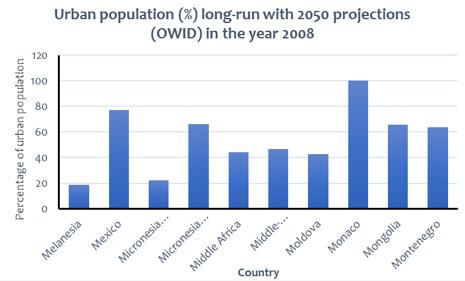 Urban population (%) long-run with 2050 projections
(OWID) in the year 2008
Percentage of urban population
120
100
80
60
40
20
0
Melanesia
Mexico
Micronesia...
Micronesia...
Middle Africa
Middle-...
Moldova
Monaco
Mongolia
Montenegro
Country